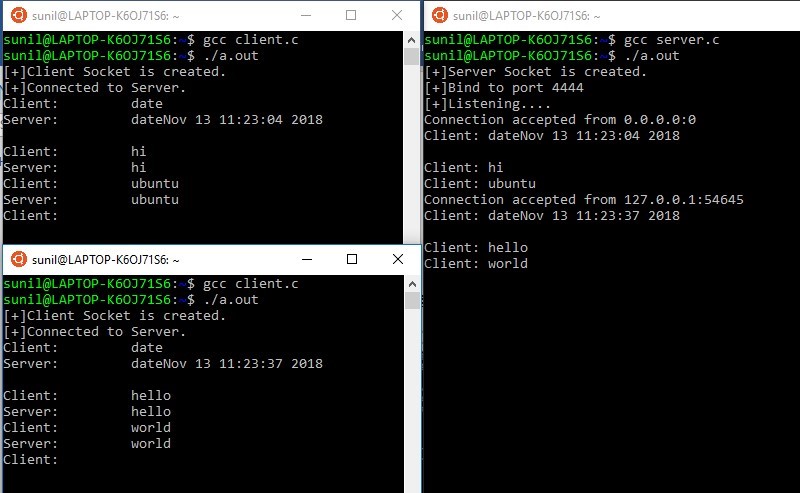 sunil@LAPTOP-K6OJ71S6: ~
sunil@LAPTOP-K6OJ71S6:~$ gcc client.c
sunil@LAPTOP-K6OJ71S6:~$ ./a.out
[+]Client Socket is created.
[+]Connected to Server.
Client: date
Server: dateNov 13 11:23:04 2018
Client: hi
Server: hi
Client: ubuntu
Server: ubuntu
Client:
sunil@LAPTOP-K6OJ71S6: ~
sunil@LAPTOP-K6OJ71S6:~$ gcc client.c
sunil@LAPTOP-K6OJ71S6:~$ ./a.out
[+]Client Socket is created.
[+]Connected to Server.
Client: date
Server: dateNov 13 11:23:37 2018
Client: hello
Server: hello
Client: world
Server: world
Client:
sunil@LAPTOP-K6OJ71S6: ~
sunil@LAPTOP-K6OJ71S6:~$ gcc server.c
sunil@LAPTOP-K6OJ71S6:~$ ./a.out
[+]Server Socket is created.
[+]Bind to port 4444
[+]Listening....
Connection accepted from 0.0.0.0:0
Client: dateNov 13 11:23:04 2018
Client: hi
Client: ubuntu
Connection accepted from 127.0.0.1:54645
Client: dateNov 13 11:23:37 2018
Client: hello
Client: world